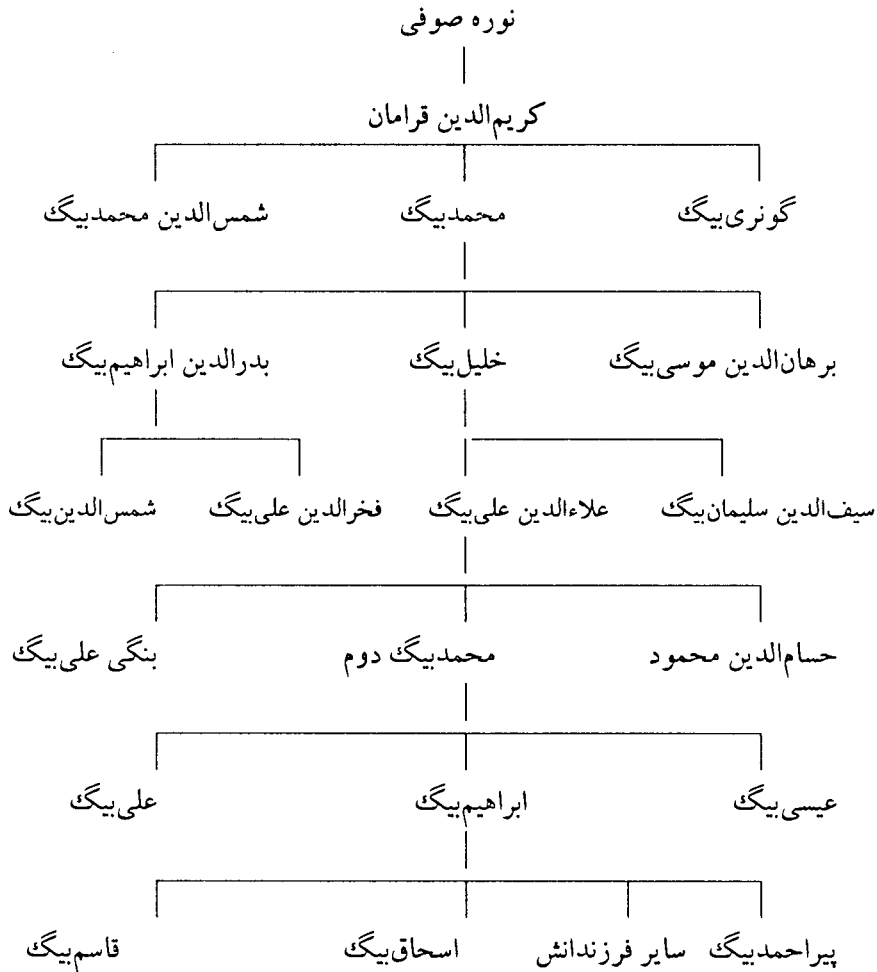 نوره صوفی
کریم‌الدین قرامان
گونری‌بیگ محمدبیگ شمس‌الدین محمدبیگ
برهان‌الدین موسی‌بیگ خلیل‌بیگ بدرالدین ابراهیم‌بیگ
سیف‌الدین سلیمان‌بیگ علاءالدین علی‌بیگ فخرالدین علی‌بیگ شمس‌الدین‌بیگ
حسام‌الدین محمود محمدبیگ دوم بنگی علی‌بیگ
عیسی‌بیگ ابراهیم‌بیگ علی‌بیگ
پیراحمدبیگ سایر فرزندانش اسحاق‌بیگ قاسم‌بیگ